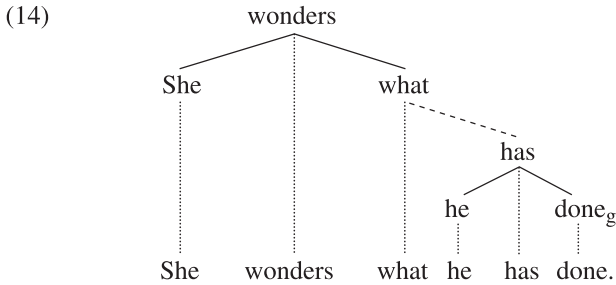 (14) wonders
She what
has
he done_g
She wonders what he has done.